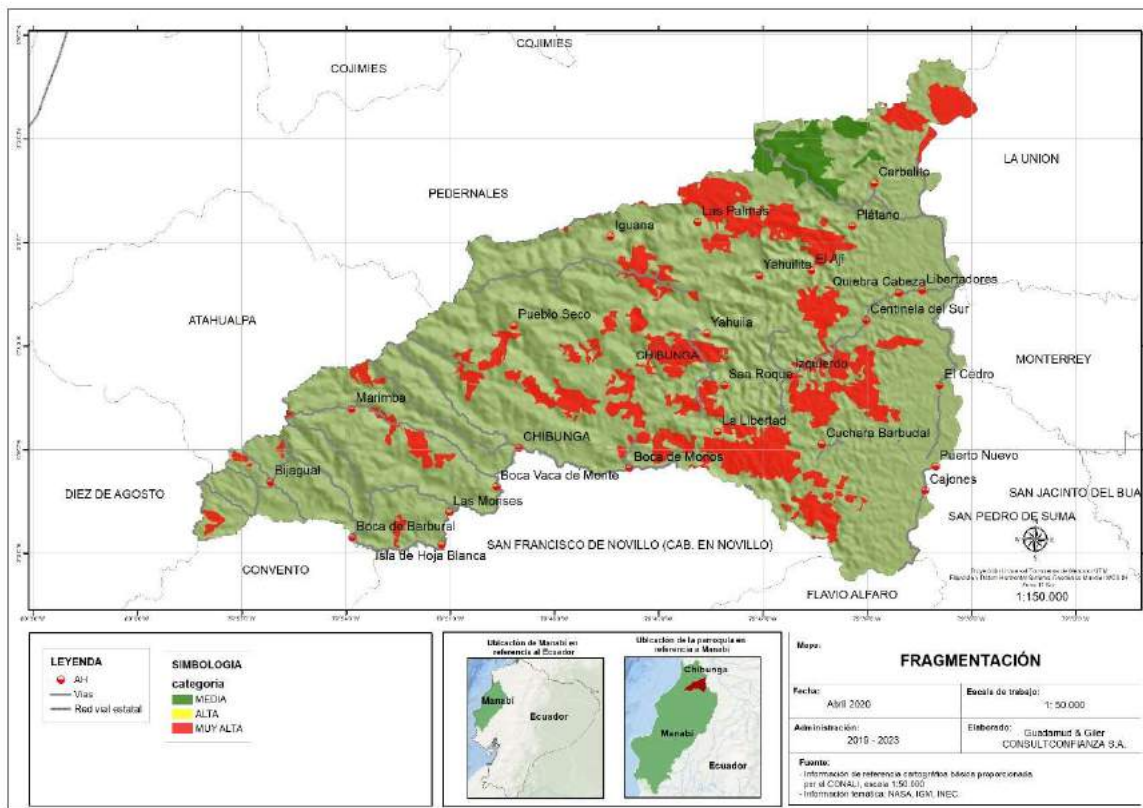 COJIMIES
COJIMIES
LA UNION
PEDERNALES
Carbalito
Las Palmas
Plátano
Iguana
El Ají
Yahuilita
Quiebra Cabeza
Libertadores
Centinela del Sur
ATAHUALPA
Pueblo Seco
Yahuila
CHIBUNGA
MONTERREY
Izquierdo
San Roque
El Cedro
Marimba
La Libertad
CHIBUNGA
Cuchara Barbudal
Boca de Monos
Puerto Nuevo
Bijagual
Boca Vaca de Monte
Cajones
DIEZ DE AGOSTO
SAN JACINTO DEL BUA
Las Morises
SAN PEDRO DE SUMA
Boca de Barbural
SAN FRANCISCO DE NOVILLO (CAB. EN NOVILLO)
Isla de Hoja Blanca
CONVENTO
1:150.000
FLAVIO ALFARO
LEYENDA
AH
Vias
Red vial estatal
SIMBOLOGIA
categoria
MEDIA
ALTA
MUY ALTA
Ubicación de Manabí en
referencia al Ecuador
Manabí
Ecuador
Ubicación de la parroquia en
referencia a Manabí
Chibunga
Manabí
Ecuador
Mapa:
FRAGMENTACIÓN
Fecha:
Abril 2020
Escala de trabajo:
1: 50.000
Administración:
2019 - 2023
Elaborado:
Guadamud & Giler
CONSULTCONFIANZA S.A.
Fuente:
- Información de referencia cartográfica básica proporcionada
por el CONALI, escala 1:50.000
- Información temática: NASA, IGM, INEC.